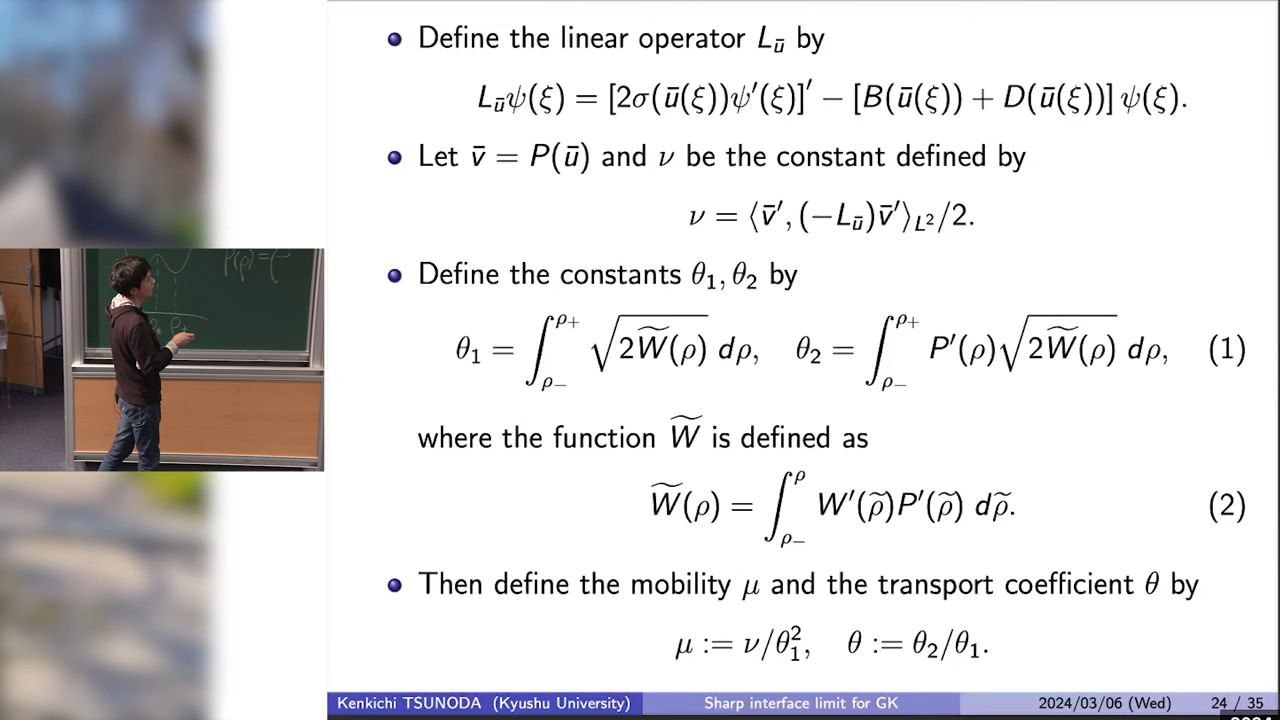 Define the linear operator L_ū by
L_ūψ(ξ) = [2σ(ū(ξ))ψ′(ξ)]′ − [B(ū(ξ)) + D(ū(ξ))] ψ(ξ).
Let v̄ = P(ū) and ν be the constant defined by
ν = ⟨v̄′, (−L_ū)v̄′⟩_{L²}/2.
Define the constants θ₁, θ₂ by
θ₁ = ∫_{ρ−}^{ρ+} √(2W̃(ρ)) dρ, θ₂ = ∫_{ρ−}^{ρ+} P′(ρ)√(2W̃(ρ)) dρ, (1)
where the function W̃ is defined as
W̃(ρ) = ∫_{ρ−}^{ρ} W′(ρ̃)P′(ρ̃) dρ̃. (2)
Then define the mobility μ and the transport coefficient θ by
μ := ν/θ₁², θ := θ₂/θ₁.
Kenkichi TSUNODA (Kyushu University) Sharp interface limit for GK 2024/03/06 (Wed) 24 / 35